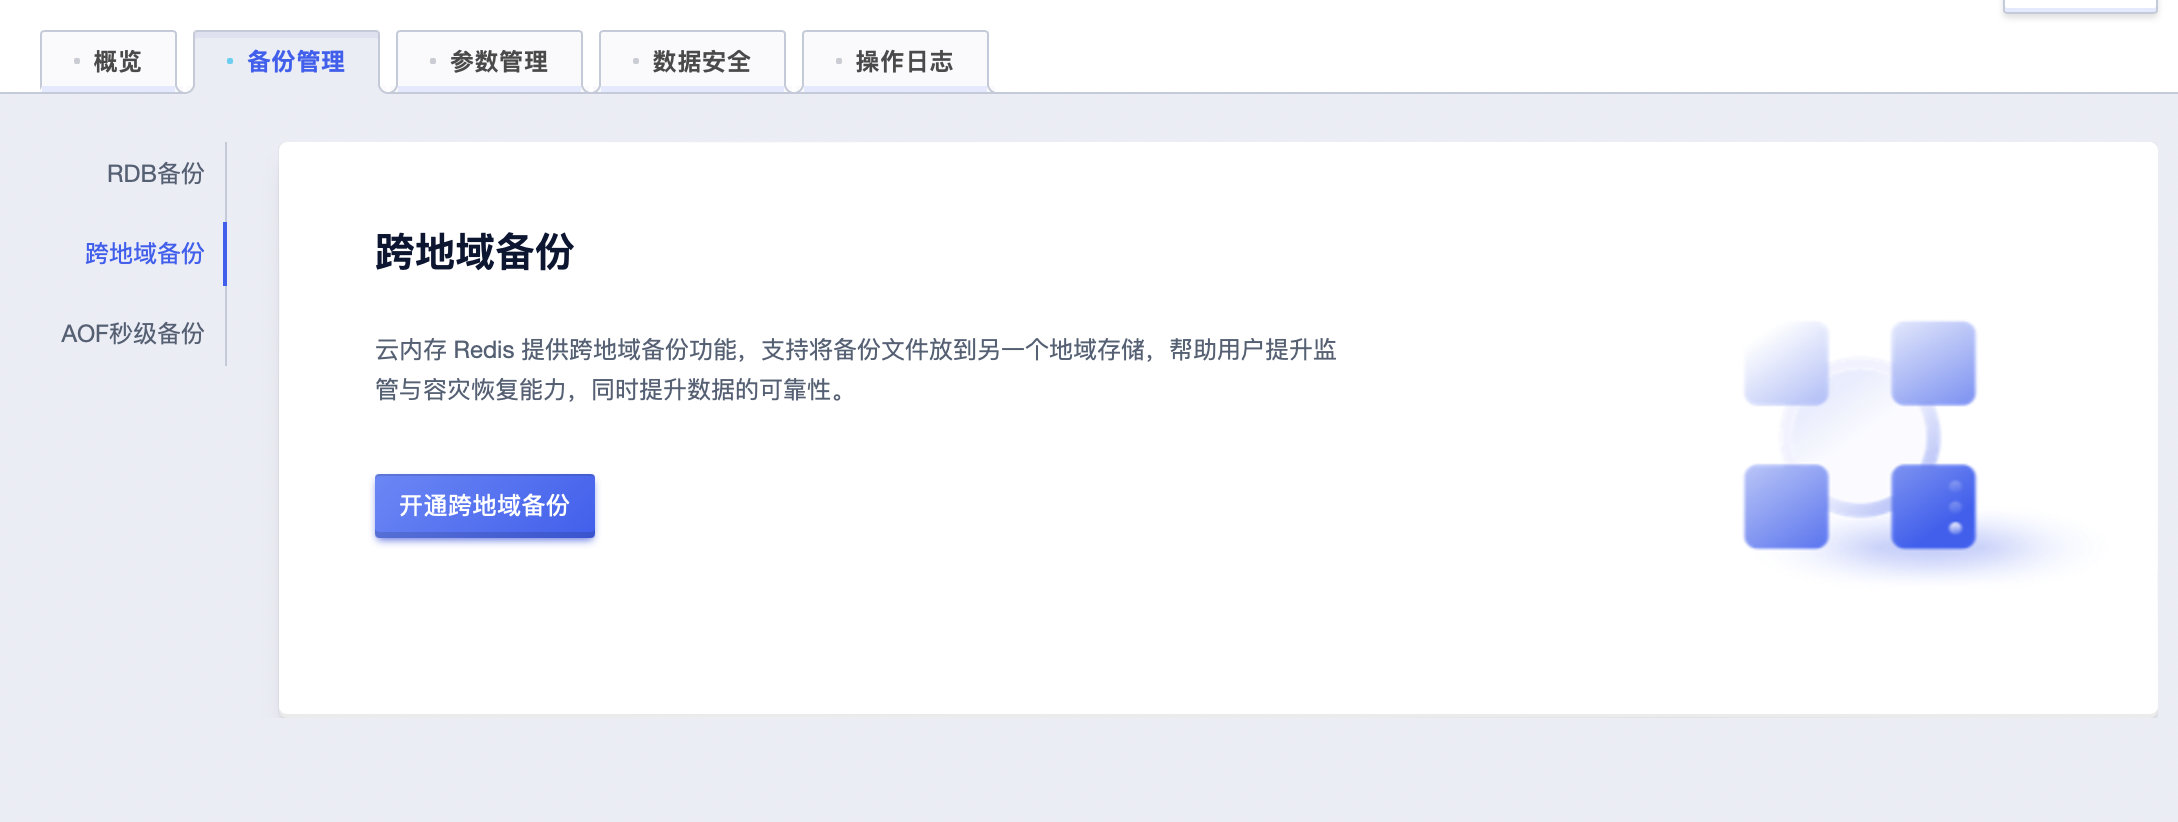 概览
备份管理
参数管理
数据安全
操作日志
RDB备份
跨地域备份
AOF秒级备份
跨地域备份
云内存 Redis 提供跨地域备份功能，支持将备份文件放到另一个地域存储，帮助用户提升监
管与容灾恢复能力，同时提升数据的可靠性。
开通跨地域备份